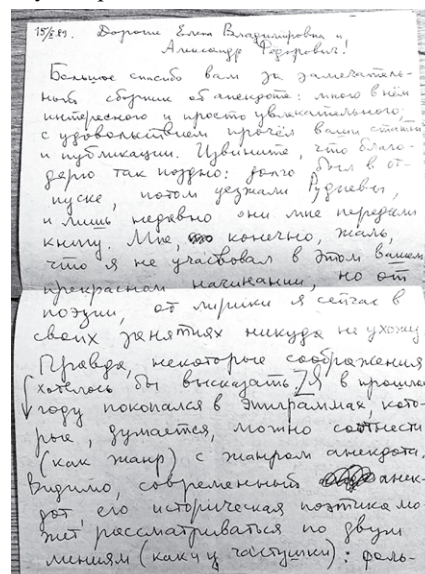 15/X.89. Дорогие Елена Владимировна и
Александр Федорович!
Большое спасибо вам за замечатель-
ный сборник об анекдоте: много в нём
интересного и просто увлекательного;
с удовольствием прочёл ваши статьи
и публикации. Извините, что благо-
дарю так поздно: долго был в от-
пуске, потом уезжали Рудневы,
и лишь недавно они мне передали
книгу. Мне, конечно, жаль,
что я не участвовал в этом вашем
прекрасном начинании, но от
поэзии, от лирики я сейчас в
своих занятиях никуда не ухожу
Правда, некоторые соображения
хотелось бы высказать. Я в прошлом
году покопался в эпиграммах, кото-
рые, думается, можно соотнести
(как жанр) с жанром анекдота.
Видимо, современный анек-
дот, его историческая поэтика мо
жет рассматриваться по двум
линиям (как и у частушки): фоль-